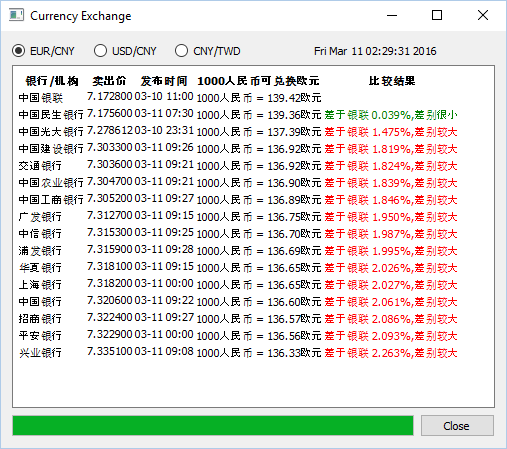 Currency Exchange
EUR/CNY USD/CNY CNY/TWD Fri Mar 11 02:29:31 2016
银行/机构 卖出价 发布时间 1000人民币可兑换欧元 比较结果
中国银联 7.172800 03-10 11:00 1000人民币 = 139.42欧元
中国民生银行 7.175600 03-11 07:30 1000人民币 = 139.36欧元 差于银联 0.039%,差别很小
中国光大银行 7.278612 03-10 23:31 1000人民币 = 137.39欧元 差于银联 1.475%,差别较大
中国建设银行 7.303300 03-11 09:26 1000人民币 = 136.92欧元 差于银联 1.819%,差别较大
交通银行 7.303600 03-11 09:21 1000人民币 = 136.92欧元 差于银联 1.824%,差别较大
中国农业银行 7.304700 03-11 09:21 1000人民币 = 136.90欧元 差于银联 1.839%,差别较大
中国工商银行 7.305200 03-11 09:27 1000人民币 = 136.89欧元 差于银联 1.846%,差别较大
广发银行 7.312700 03-11 09:15 1000人民币 = 136.75欧元 差于银联 1.950%,差别较大
中信银行 7.315300 03-11 09:25 1000人民币 = 136.70欧元 差于银联 1.987%,差别较大
浦发银行 7.315900 03-11 09:28 1000人民币 = 136.69欧元 差于银联 1.995%,差别较大
华夏银行 7.318100 03-11 09:15 1000人民币 = 136.65欧元 差于银联 2.026%,差别较大
上海银行 7.318200 03-11 00:00 1000人民币 = 136.65欧元 差于银联 2.027%,差别较大
中国银行 7.320600 03-11 09:22 1000人民币 = 136.60欧元 差于银联 2.061%,差别较大
招商银行 7.322400 03-11 09:27 1000人民币 = 136.57欧元 差于银联 2.086%,差别较大
平安银行 7.322900 03-11 00:00 1000人民币 = 136.56欧元 差于银联 2.093%,差别较大
兴业银行 7.335100 03-11 09:08 1000人民币 = 136.33欧元 差于银联 2.263%,差别较大
Close